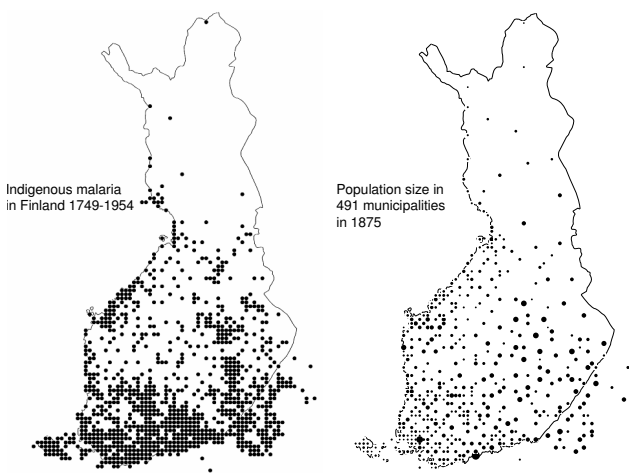 Indigenous malaria
in Finland 1749-1954
Population size in
491 municipalities
in 1875